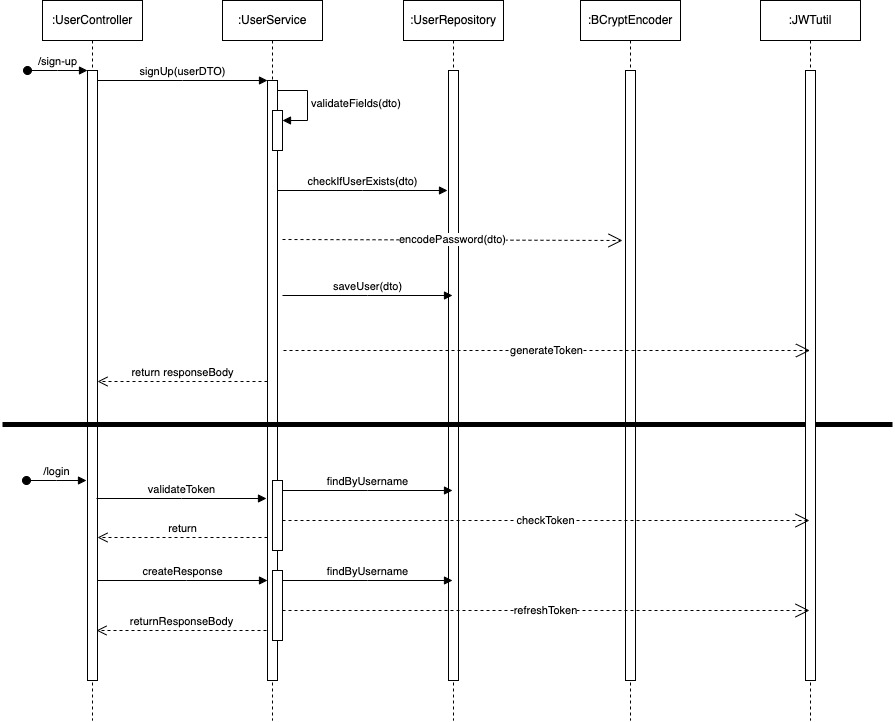 :UserController
:UserService
:UserRepository
:BCryptEncoder
:JWTutil
/sign-up
signUp(userDTO)
validateFields(dto)
checkIfUserExists(dto)
encodePassword(dto)
saveUser(dto)
generateToken
return responseBody
/login
validateToken
findByUsername
checkToken
return
createResponse
findByUsername
refreshToken
returnResponseBody